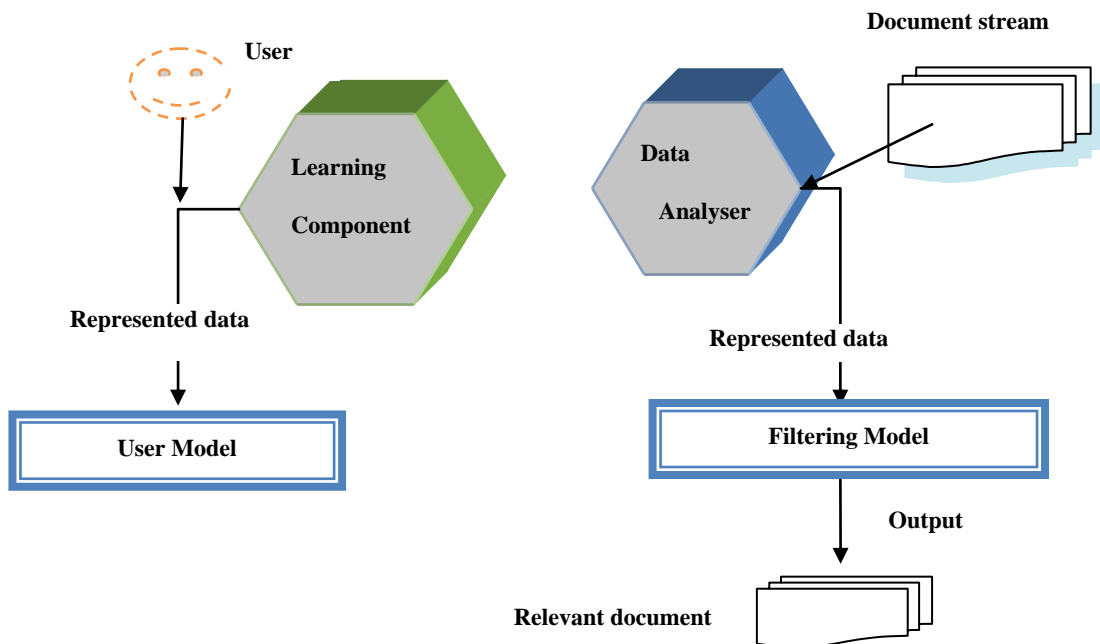 User
Learning
Component
Represented data
User Model
Document stream
Data
Analyser
Represented data
Filtering Model
Output
Relevant document